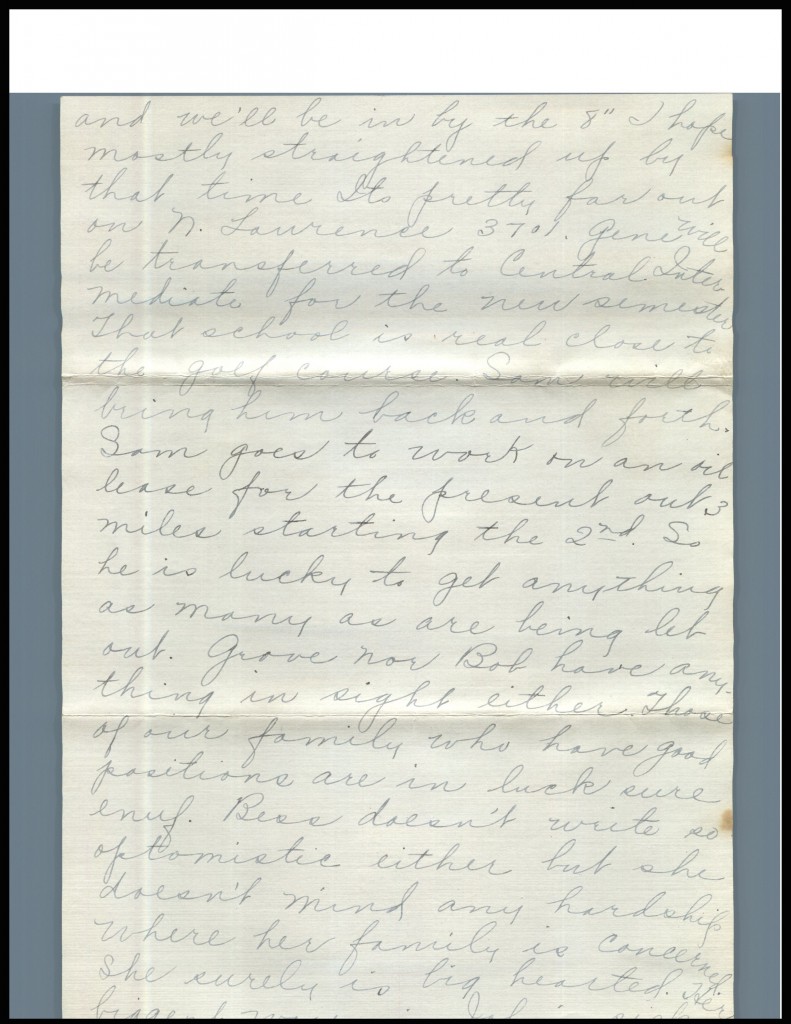 and we'll be in by the 8" I hope
mostly straightened up by
that time Its pretty far out
on N. Lawrence 3701. Gene will
be transferred to Central Inter-
mediate for the new semester
That school is real close to
the golf course. Sam will
bring him back and forth.
Sam goes to work on an oil
lease for the present out 3
miles starting the 2nd. So
he is lucky to get anything
as many as are being let
out. Grove nor Bob have any-
thing in sight either. Those
of our family who have good
positions are in luck sure
enuf. Bess doesn't write so
optomistic either but she
doesn't mind any hardship
where her family is concerned.
She surely is big hearted. Her
biggest